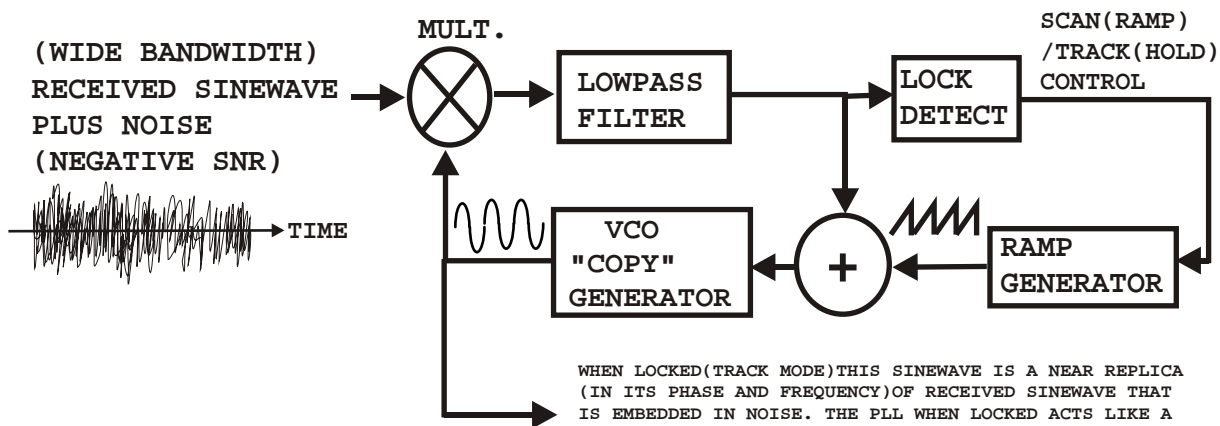 (WIDE BANDWIDTH)
RECEIVED SINEWAVE
PLUS NOISE
(NEGATIVE SNR)
TIME
MULT.
LOWPASS
FILTER
LOCK
DETECT
SCAN(RAMP)
/TRACK(HOLD)
CONTROL
VCO
"COPY"
GENERATOR
+
RAMP
GENERATOR
WHEN LOCKED(TRACK MODE)THIS SINEWAVE IS A NEAR REPLICA
(IN ITS PHASE AND FREQUENCY)OF RECEIVED SINEWAVE THAT
IS EMBEDDED IN NOISE. THE PLL WHEN LOCKED ACTS LIKE A